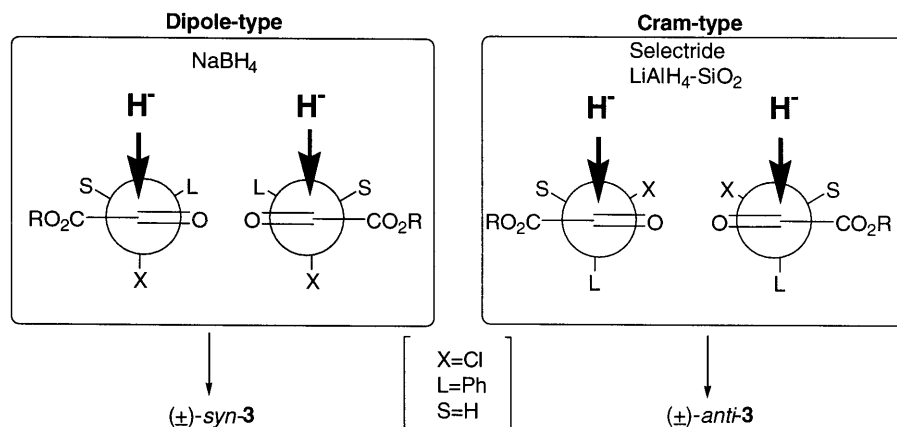 Dipole-type
NaBH4
H- H-
S L L S
RO2C O O CO2R
X X
(±)-syn-3
Cram-type
Selectride
LiAlH4-SiO2
H- H-
S X X S
RO2C O O CO2R
L L
(±)-anti-3
X=Cl
L=Ph
S=H